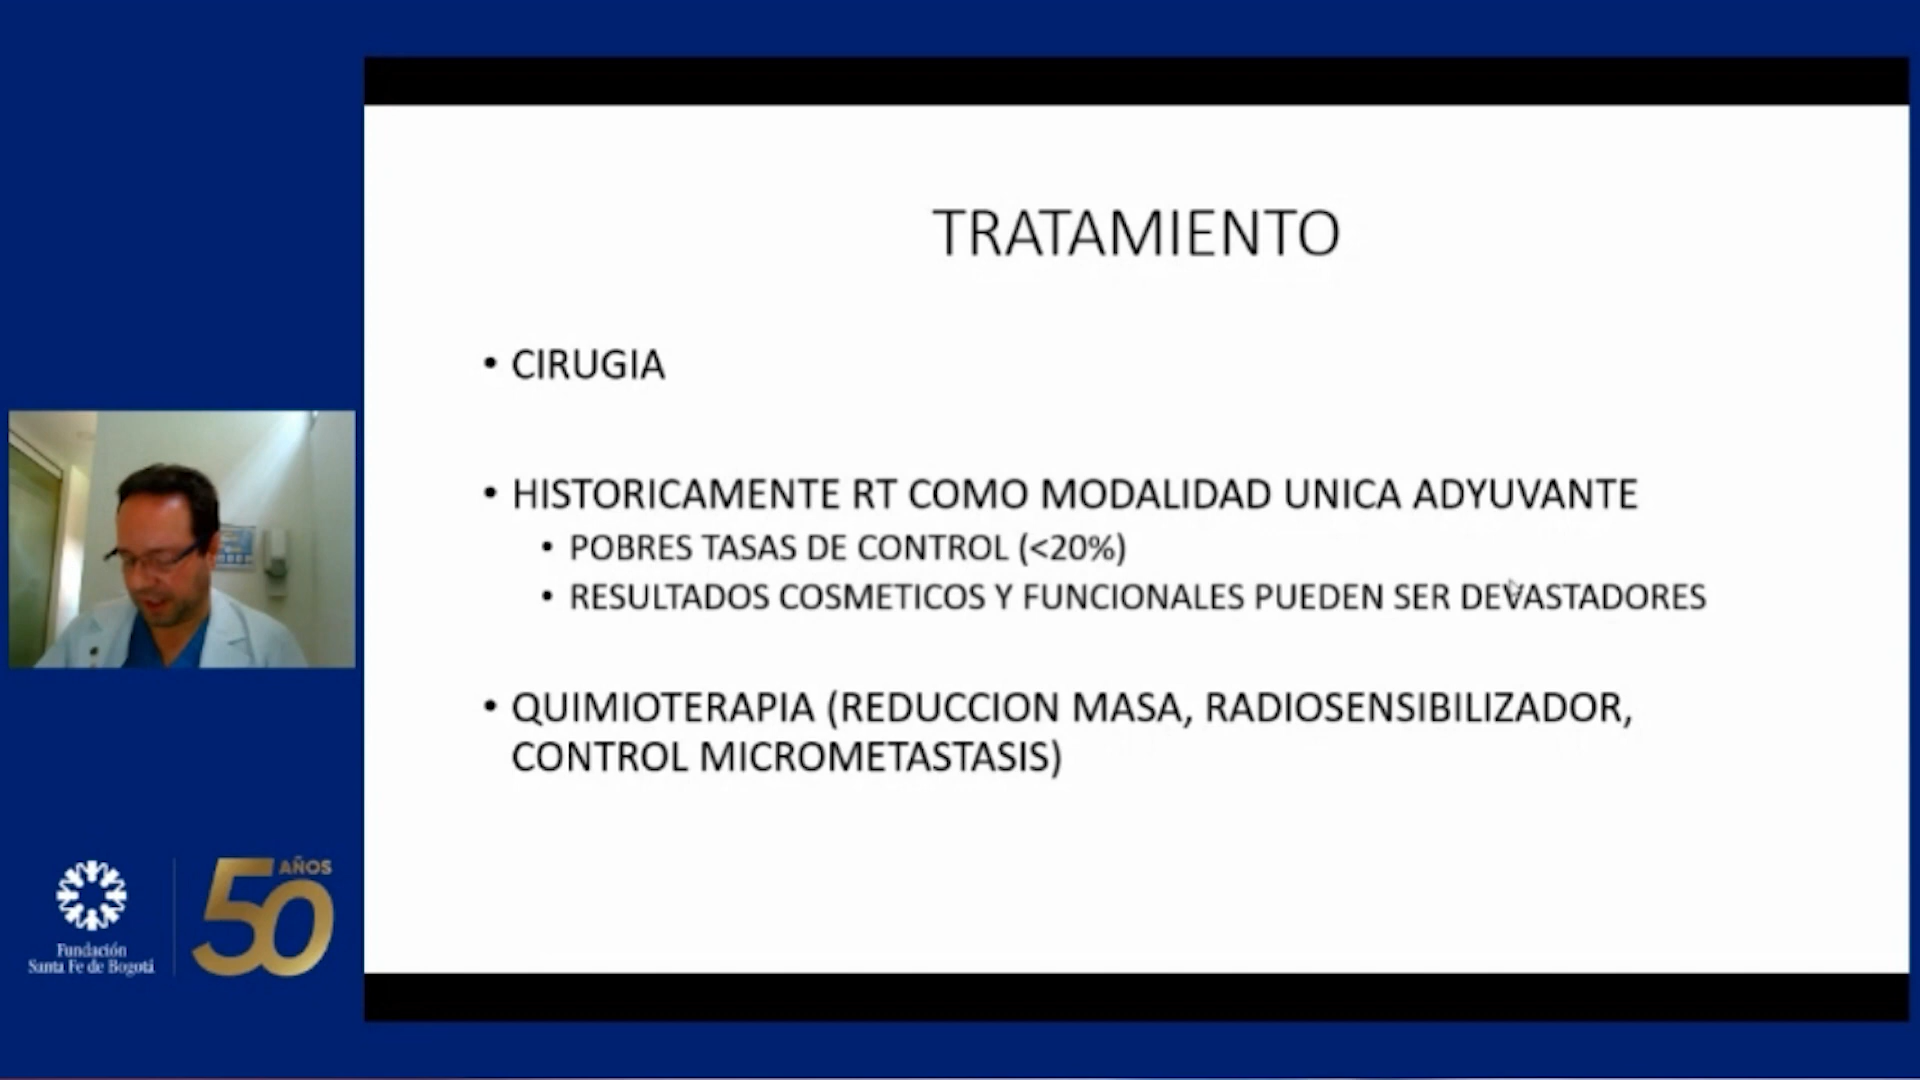 TRATAMIENTO
• CIRUGIA
• HISTORICAMENTE RT COMO MODALIDAD UNICA ADYUVANTE
• POBRES TASAS DE CONTROL (<20%)
• RESULTADOS COSMETICOS Y FUNCIONALES PUEDEN SER DEVASTADORES
• QUIMIOTERAPIA (REDUCCION MASA, RADIOSENSIBILIZADOR,
CONTROL MICROMETASTASIS)
Fundación
Santa Fe de Bogotá
50 AÑOS